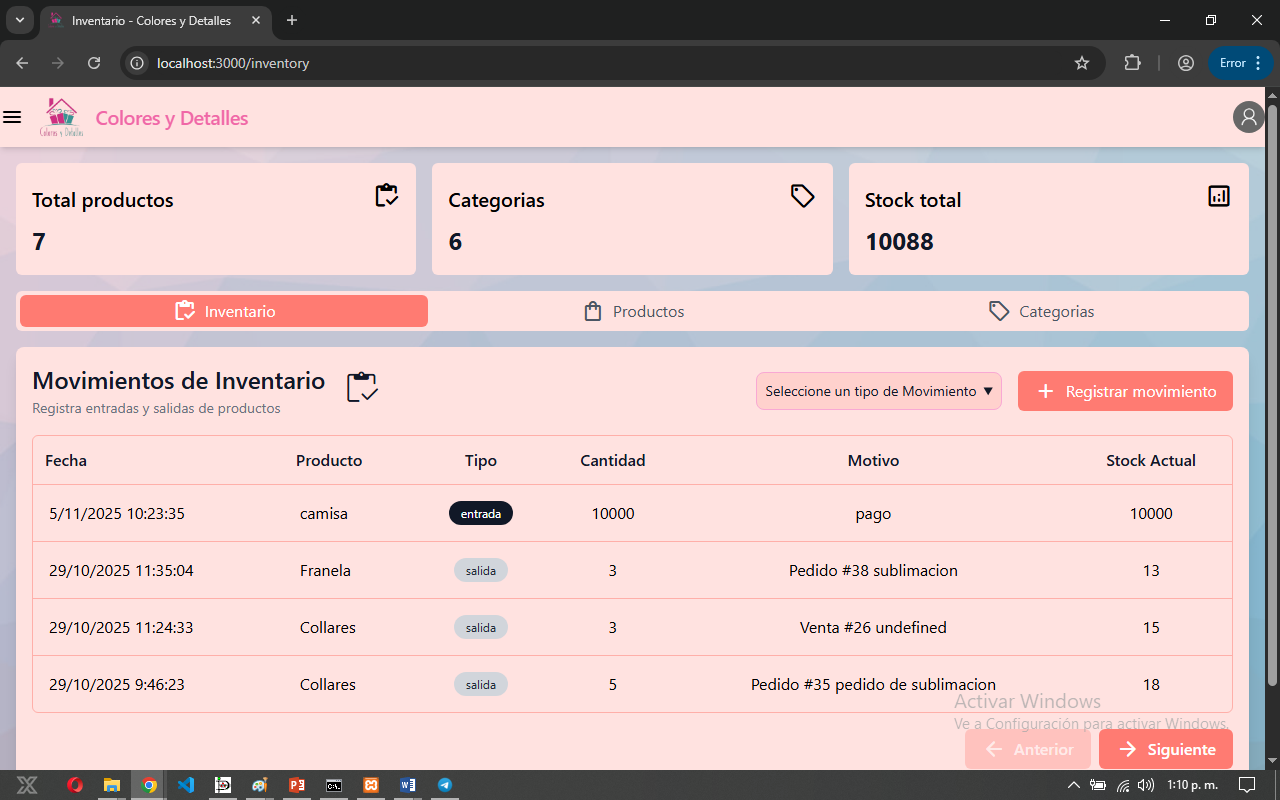 Inventario - Colores y Detalles
localhost:3000/inventory
Error
Colores y Detalles
Colores y Detalles
Total productos
7
Categorias
6
Stock total
10088
Inventario
Productos
Categorias
Movimientos de Inventario
Registra entradas y salidas de productos
Seleccione un tipo de Movimiento
Registrar movimiento
Fecha Producto Tipo Cantidad Motivo Stock Actual
5/11/2025 10:23:35 camisa entrada 10000 pago 10000
29/10/2025 11:35:04 Franela salida 3 Pedido #38 sublimacion 13
29/10/2025 11:24:33 Collares salida 3 Venta #26 undefined 15
29/10/2025 9:46:23 Collares salida 5 Pedido #35 pedido de sublimacion 18
Activar Windows
Ve a Configuración para activar Windows.
Anterior
Siguiente
1:10 p. m.